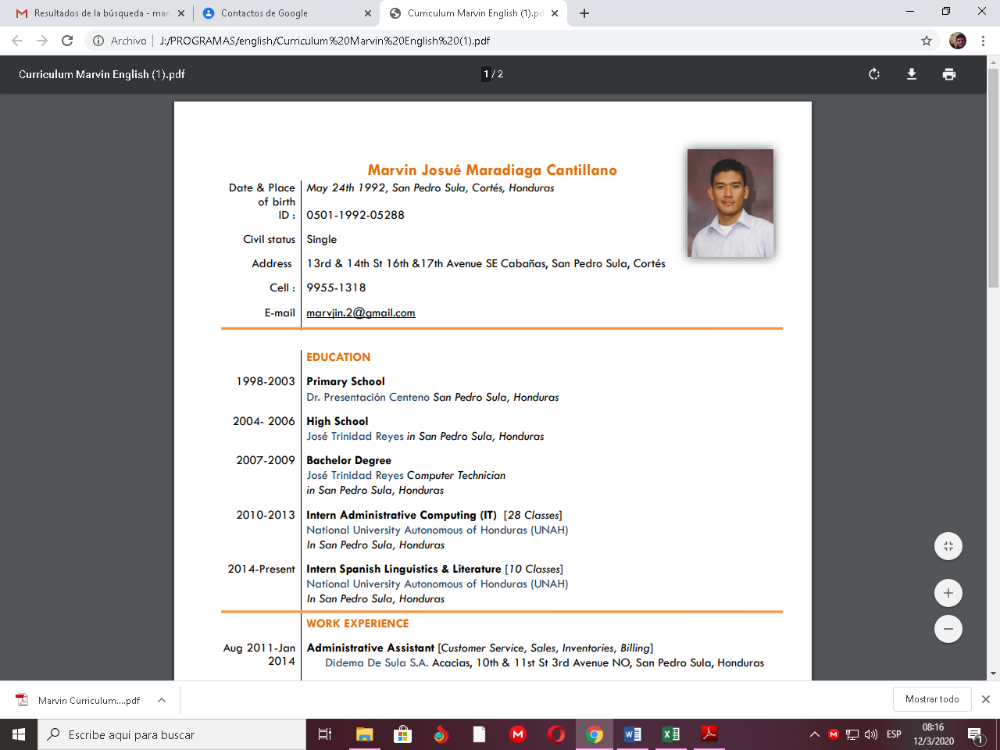 Resultados de la búsqueda - mar
Contactos de Google
Curriculum Marvin English (1).pd
Archivo
J:/PROGRAMAS/english/Curriculum%20Marvin%20English%20(1).pdf
Curriculum Marvin English (1).pdf
1 / 2
Marvin Josué Maradiaga Cantillano
Date & Place of birth
May 24th 1992, San Pedro Sula, Cortés, Honduras
ID : 0501-1992-05288
Civil status Single
Address 13rd & 14th St 16th &17th Avenue SE Cabañas, San Pedro Sula, Cortés
Cell : 9955-1318
E-mail marvjin.2@gmail.com
EDUCATION
1998-2003 Primary School
Dr. Presentación Centeno San Pedro Sula, Honduras
2004- 2006 High School
José Trinidad Reyes in San Pedro Sula, Honduras
2007-2009 Bachelor Degree
José Trinidad Reyes Computer Technician
in San Pedro Sula, Honduras
2010-2013 Intern Administrative Computing (IT) [28 Classes]
National University Autonomous of Honduras (UNAH)
In San Pedro Sula, Honduras
2014-Present Intern Spanish Linguistics & Literature [10 Classes]
National University Autonomous of Honduras (UNAH)
In San Pedro Sula, Honduras
WORK EXPERIENCE
Aug 2011-Jan 2014 Administrative Assistant [Customer Service, Sales, Inventories, Billing]
Didema De Sula S.A. Acacias, 10th & 11st St 3rd Avenue NO, San Pedro Sula, Honduras
Marvin Curriculum....pdf
Mostrar todo
Escribe aquí para buscar
ESP
08:16
12/3/2020
1